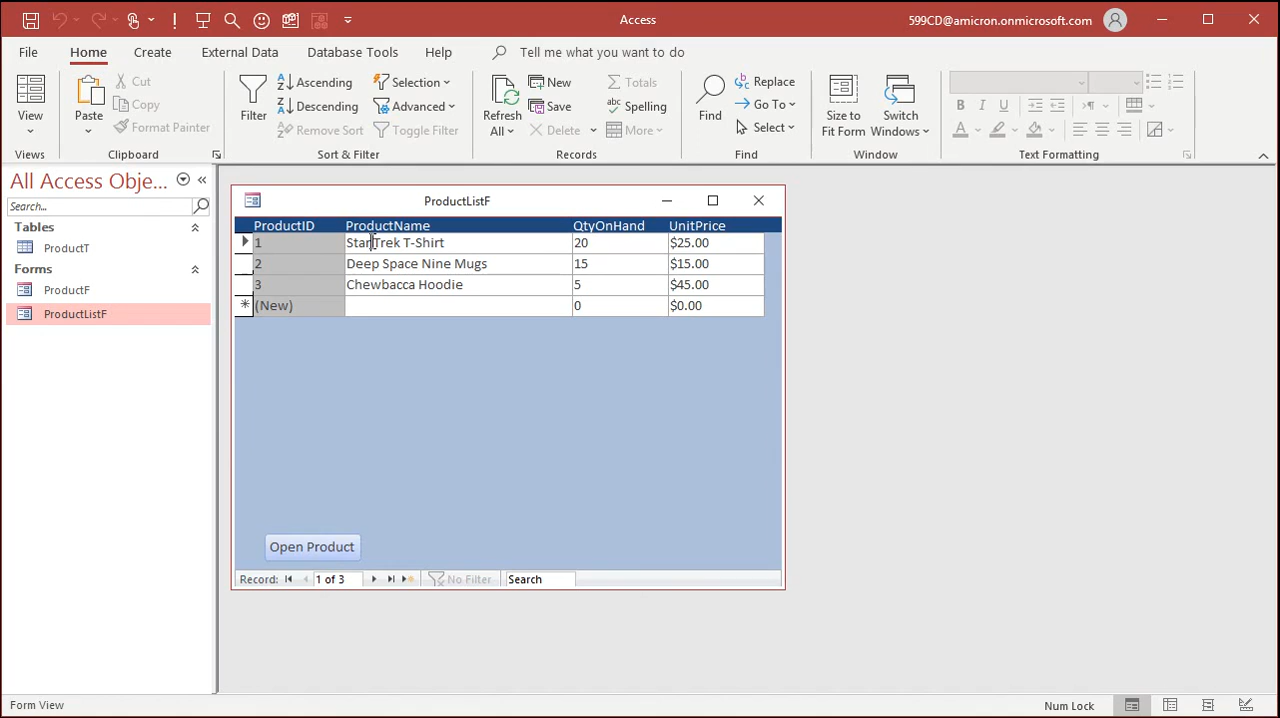 Access
599CD@amicron.onmicrosoft.com
File Home Create External Data Database Tools Help Tell me what you want to do
View
Views
Paste
Cut
Copy
Format Painter
Clipboard
Filter
Ascending
Descending
Remove Sort
Selection
Advanced
Toggle Filter
Sort & Filter
Refresh
All
New
Save
Delete
Totals
Spelling
More
Records
Find
Replace
Go To
Select
Find
Size to
Fit Form
Switch
Windows
Window
B I U
A
Text Formatting
All Access Obje...
Search...
Tables
ProductT
Forms
ProductF
ProductListF
ProductListF
ProductID ProductName QtyOnHand UnitPrice
1 Star Trek T-Shirt 20 $25.00
2 Deep Space Nine Mugs 15 $15.00
3 Chewbacca Hoodie 5 $45.00
* (New) 0 $0.00
Open Product
Record: 1 of 3 No Filter Search
Form View
Num Lock